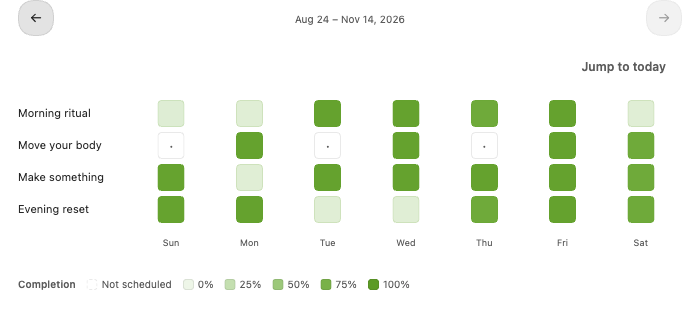 Aug 24 – Nov 14, 2026
Jump to today
Morning ritual
Move your body
Make something
Evening reset
Sun Mon Tue Wed Thu Fri Sat
Completion Not scheduled 0% 25% 50% 75% 100%